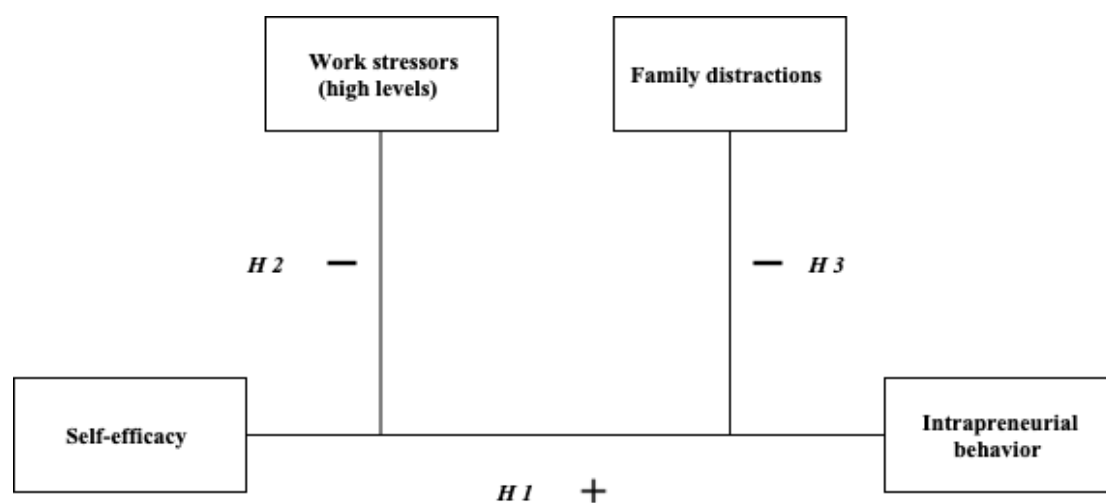 Work stressors
(high levels)
Family distractions
H 2 −
− H 3
Self-efficacy
Intrapreneurial
behavior
H 1 +